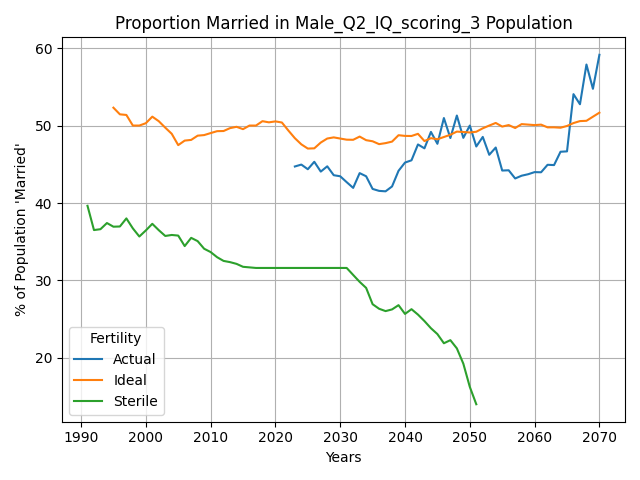 Proportion Married in Male_Q2_IQ_scoring_3 Population
% of Population 'Married'
60
50
40
30
20
Fertility
Actual
Ideal
Sterile
1990 2000 2010 2020 2030 2040 2050 2060 2070
Years